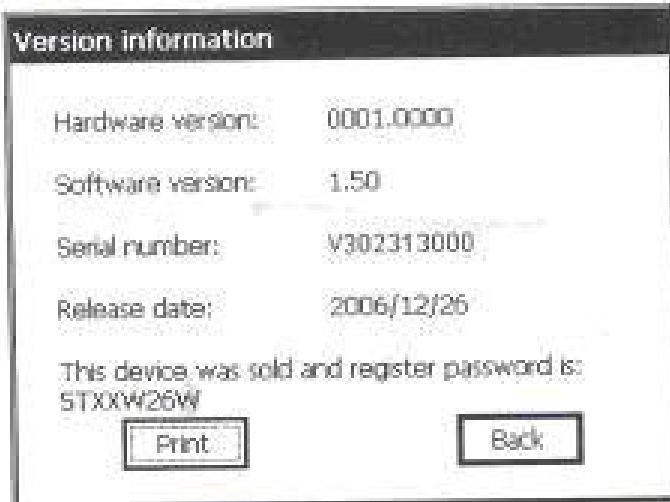 Version information
Hardware version: 0001.0000
Software version: 1.50
Serial number: V302313000
Release date: 2006/12/26
This device was sold and register password is:
STXXW26W
Print Back